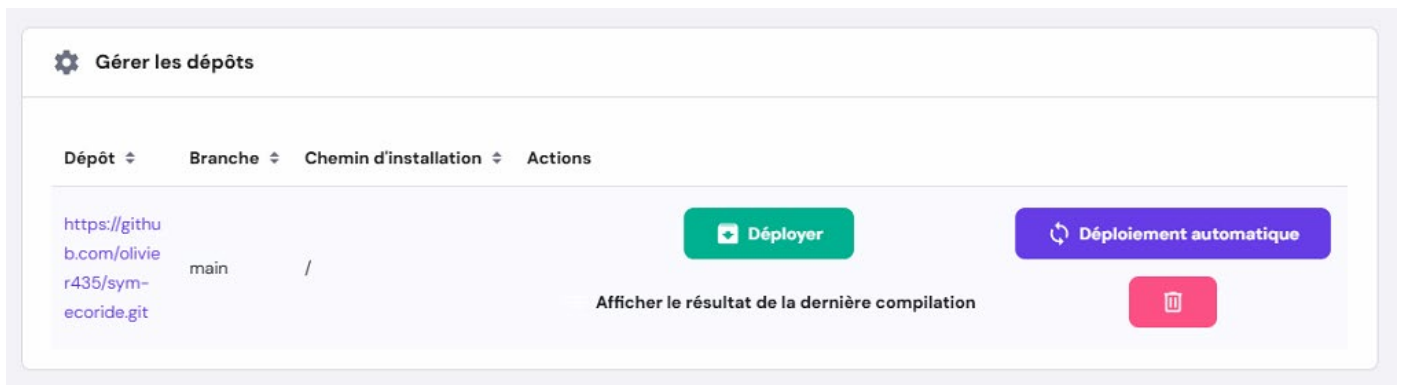 Gérer les dépôts
Dépôt Branche Chemin d'installation Actions
https://githu
b.com/olivie
r435/sym-
ecoride.git
main
/
Déployer
Déploiement automatique
Afficher le résultat de la dernière compilation